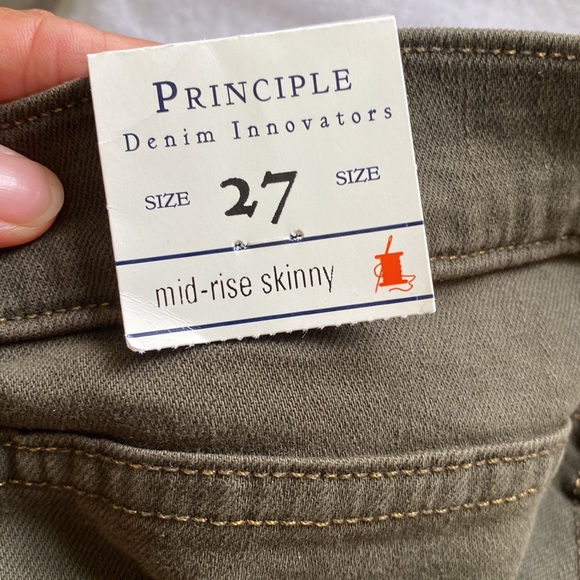 PRINCIPLE
Denim Innovators
SIZE 27 SIZE
mid-rise skinny